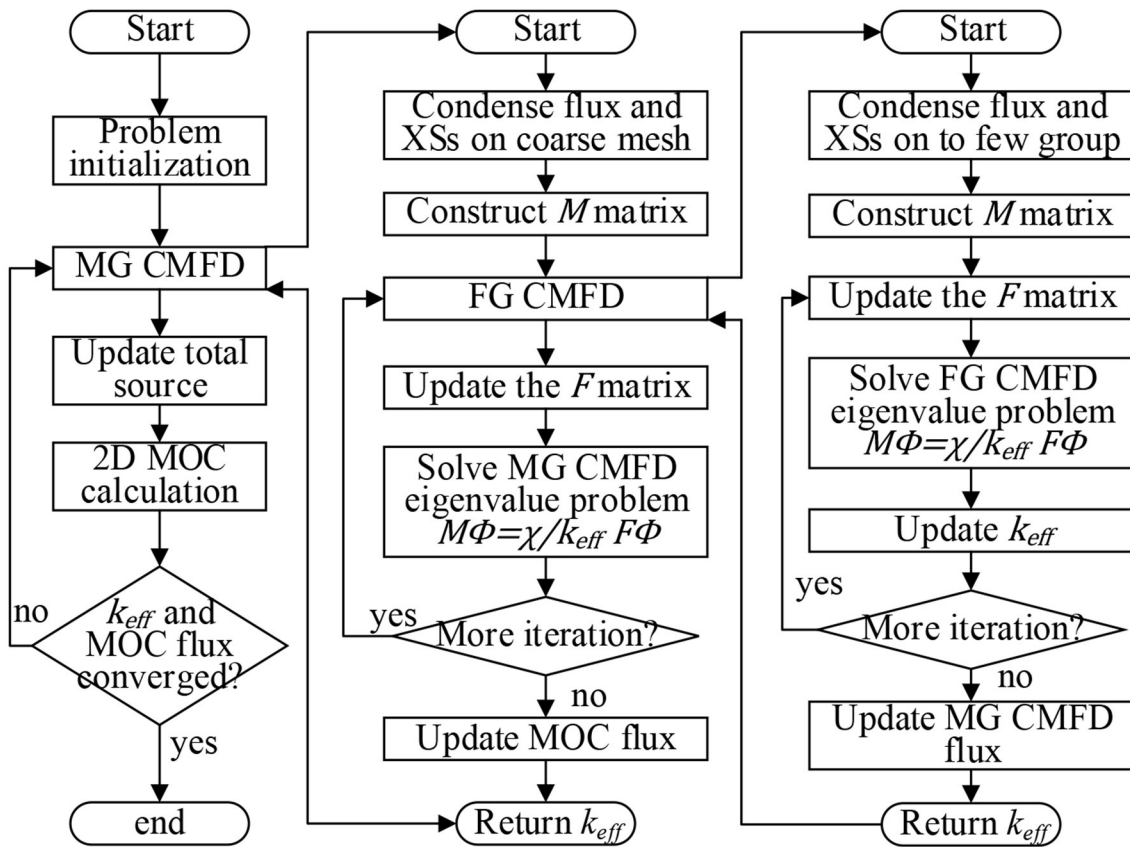 Start
Problem
initialization
MG CMFD
Update total
source
2D MOC
calculation
no
k_eff and
MOC flux
converged?
yes
end
Start
Condense flux and
XSs on coarse mesh
Construct M matrix
FG CMFD
Update the F matrix
Solve MG CMFD
eigenvalue problem
MΦ=χ/k_eff FΦ
yes
More iteration?
no
Update MOC flux
Return k_eff
Start
Condense flux and
XSs on to few group
Construct M matrix
Update the F matrix
Solve FG CMFD
eigenvalue problem
MΦ=χ/k_eff FΦ
Update k_eff
yes
More iteration?
no
Update MG CMFD
flux
Return k_eff